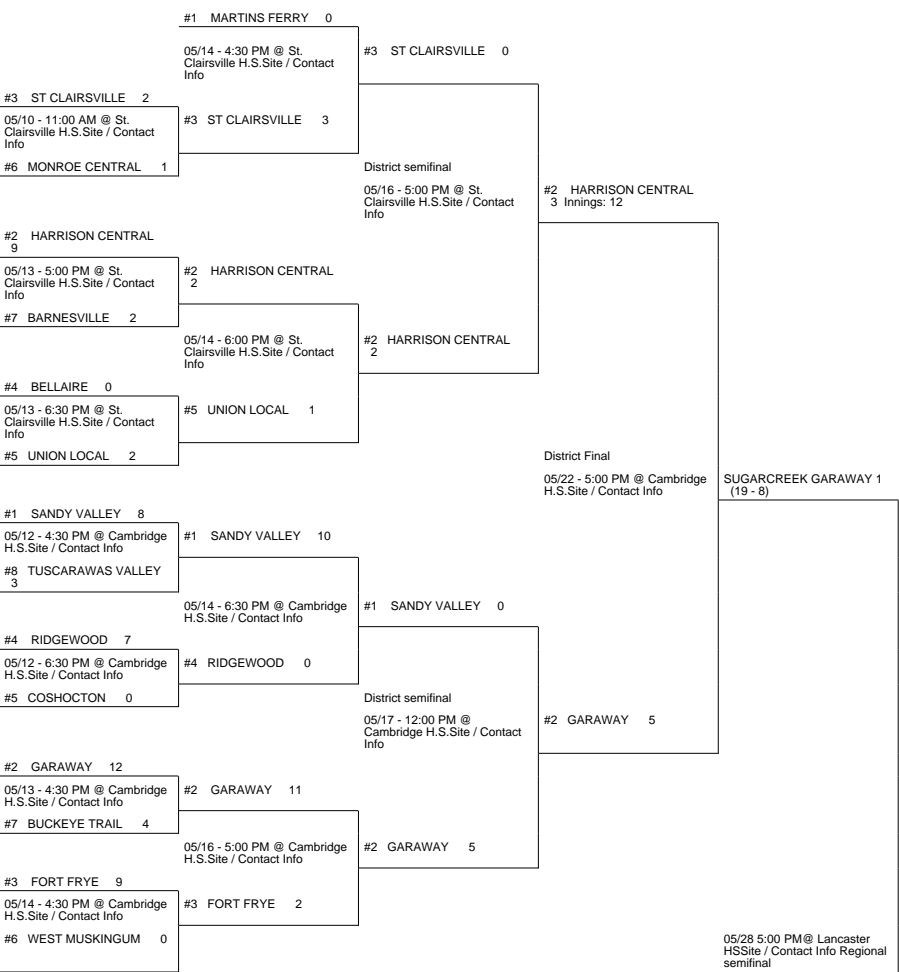 #1 MARTINS FERRY 0
05/14 - 4:30 PM @ St.
Clairsville H.S.Site / Contact
Info
#3 ST CLAIRSVILLE 0
#3 ST CLAIRSVILLE 2
05/10 - 11:00 AM @ St.
Clairsville H.S.Site / Contact
Info
#3 ST CLAIRSVILLE 3
#6 MONROE CENTRAL 1
District semifinal
05/16 - 5:00 PM @ St.
Clairsville H.S.Site / Contact
Info
#2 HARRISON CENTRAL
3 Innings: 12
#2 HARRISON CENTRAL
9
05/13 - 5:00 PM @ St.
Clairsville H.S.Site / Contact
Info
#2 HARRISON CENTRAL
2
#7 BARNESVILLE 2
05/14 - 6:00 PM @ St.
Clairsville H.S.Site / Contact
Info
#2 HARRISON CENTRAL
2
#4 BELLAIRE 0
05/13 - 6:30 PM @ St.
Clairsville H.S.Site / Contact
Info
#5 UNION LOCAL 1
#5 UNION LOCAL 2
District Final
05/22 - 5:00 PM @ Cambridge
H.S.Site / Contact Info
SUGARCREEK GARAWAY 1
(19 - 8)
#1 SANDY VALLEY 8
05/12 - 4:30 PM @ Cambridge
H.S.Site / Contact Info
#1 SANDY VALLEY 10
#8 TUSCARAWAS VALLEY
3
05/14 - 6:30 PM @ Cambridge
H.S.Site / Contact Info
#1 SANDY VALLEY 0
#4 RIDGEWOOD 7
05/12 - 6:30 PM @ Cambridge
H.S.Site / Contact Info
#4 RIDGEWOOD 0
#5 COSHOCTON 0
District semifinal
05/17 - 12:00 PM @
Cambridge H.S.Site / Contact
Info
#2 GARAWAY 5
#2 GARAWAY 12
05/13 - 4:30 PM @ Cambridge
H.S.Site / Contact Info
#2 GARAWAY 11
#7 BUCKEYE TRAIL 4
05/16 - 5:00 PM @ Cambridge
H.S.Site / Contact Info
#2 GARAWAY 5
#3 FORT FRYE 9
05/14 - 4:30 PM @ Cambridge
H.S.Site / Contact Info
#3 FORT FRYE 2
#6 WEST MUSKINGUM 0
05/28 5:00 PM@ Lancaster
HSSite / Contact Info Regional
semifinal